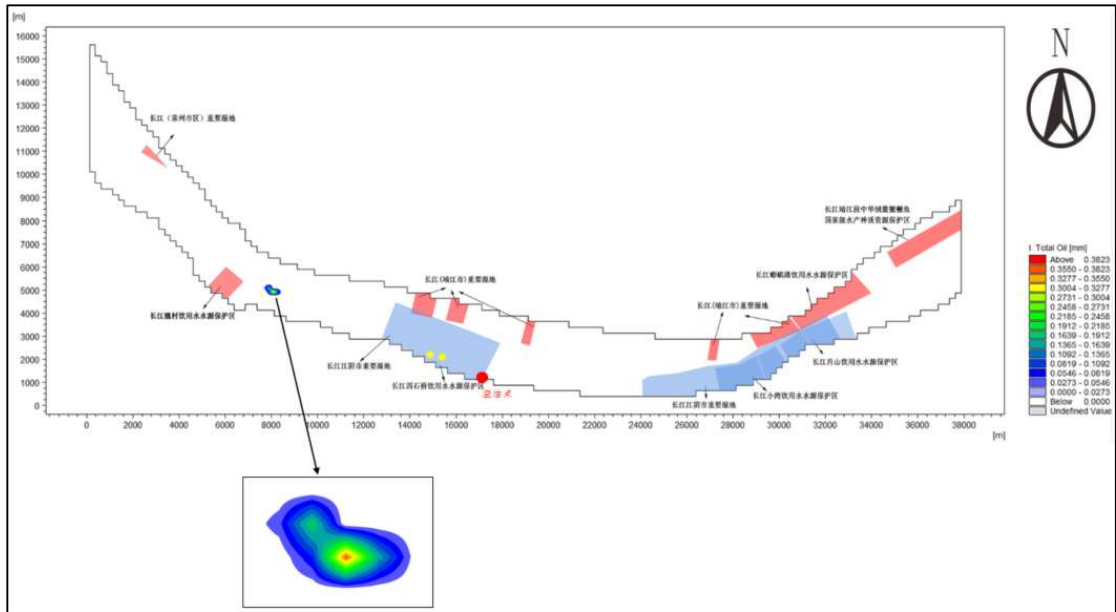 [m]
16000
15000
14000
13000
12000
11000
10000
9000
8000
7000
6000
5000
4000
3000
2000
1000
0
长江（常州市区）重要湿地
长江魏村饮用水水源保护区
长江(靖江市)重要湿地
长江江阴市重要湿地
长江西石桥饮用水水源保护区
溢油点
长江靖江段中华绒螯蟹鳜鱼
国家级水产种质资源保护区
长江蟛蜞港饮用水水源保护区
长江(靖江市)重要湿地
长江肖山饮用水水源保护区
长江小湾饮用水水源保护区
长江江阴市重要湿地
0 2000 4000 6000 8000 10000 12000 14000 16000 18000 20000 22000 24000 26000 28000 30000 32000 34000 36000 38000
[m]
N
Total Oil [mm]
Above 0.3823
0.3550 - 0.3823
0.3277 - 0.3550
0.3004 - 0.3277
0.2731 - 0.3004
0.2458 - 0.2731
0.2185 - 0.2458
0.1912 - 0.2185
0.1639 - 0.1912
0.1365 - 0.1639
0.1092 - 0.1365
0.0819 - 0.1092
0.0546 - 0.0819
0.0273 - 0.0546
0.0000 - 0.0273
Below 0.0000
Undefined Value